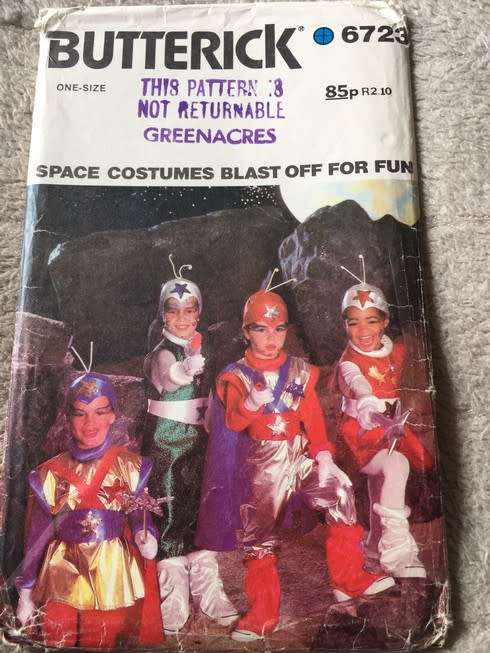 BUTTERICK® 6723
ONE-SIZE
THIS PATTERN IS
NOT RETURNABLE
GREENACRES
85p R2.10
SPACE COSTUMES BLAST OFF FOR FUN